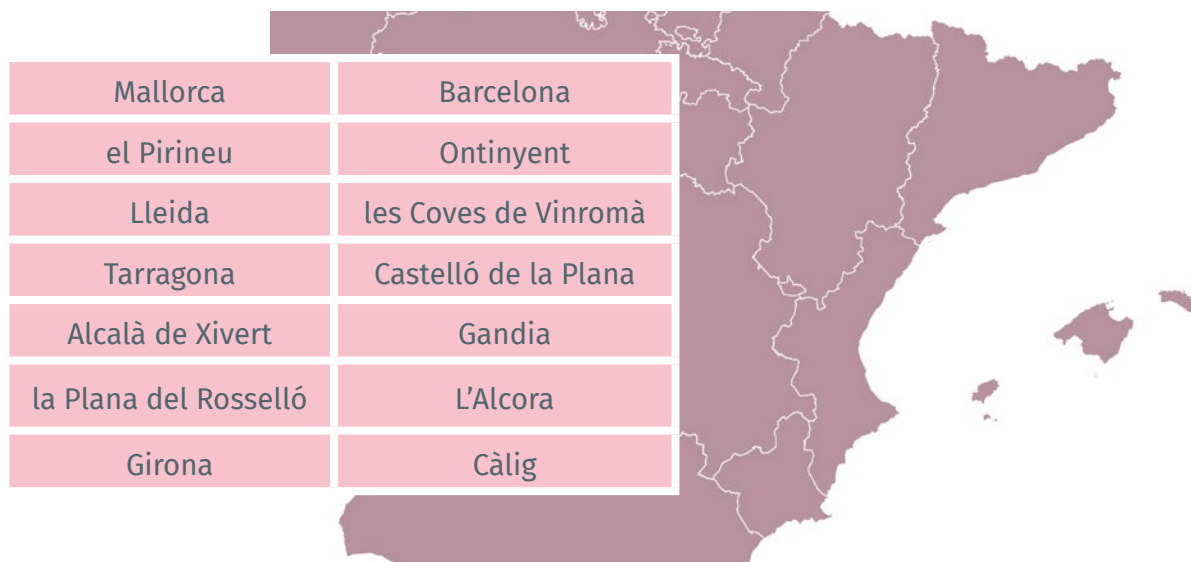 Mallorca
Barcelona
el Pirineu
Ontinyent
Lleida
les Coves de Vinromà
Tarragona
Castelló de la Plana
Alcalà de Xivert
Gandia
la Plana del Rosselló
L’Alcora
Girona
Càlig